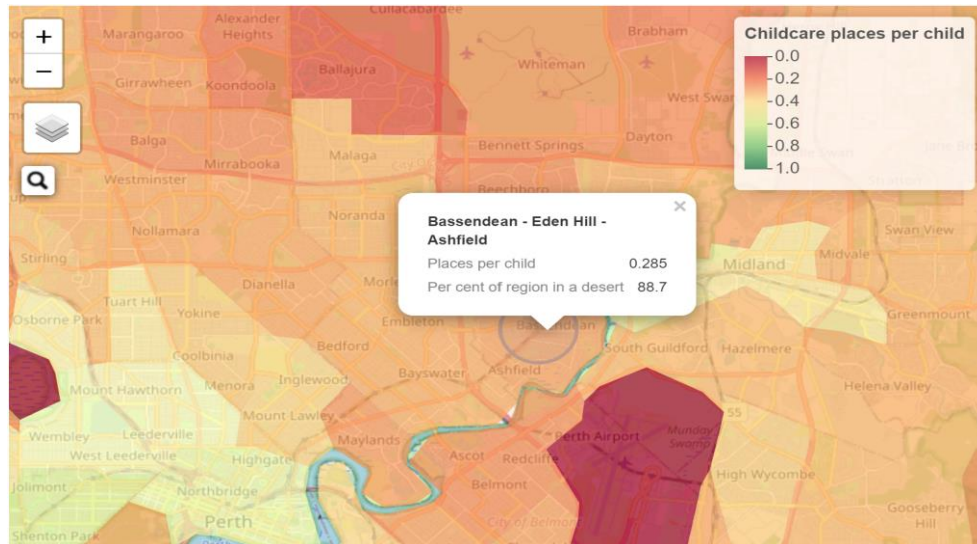 Cullacabardee
Alexander
Heights
Marangaroo
Brabham
Childcare places per child
0.0
0.2
0.4
0.6
0.8
1.0
+
−
Ballajura
Whiteman
Girrawheen
Koondoola
West Swan
Balga
Mirrabooka
Malaga
Bennett Springs
Dayton
Westminster
Beechboro
Noranda
Nollamara
Swan View
Stirling
Dianella
Midland
Midvale
Bassendean - Eden Hill -
Ashfield
Places per child 0.285
Per cent of region in a desert 88.7
×
Tuart Hill
Yokine
Osborne Park
Embleton
Bassendean
Greenmount
Coolbinia
Bedford
South Guildford
Hazelmere
Mount Hawthorn
Menora
Inglewood
Bayswater
Ashfield
Helena Valley
Mount Lawley
55
Wembley
Leederville
Maylands
Perth Airport
Munday
Swamp
West Leederville
Highgate
Ascot
Redcliffe
High Wycombe
Jolimont
Northbridge
Belmont
Gooseberry
Hill
Perth
City of Belmont
Shenton Park